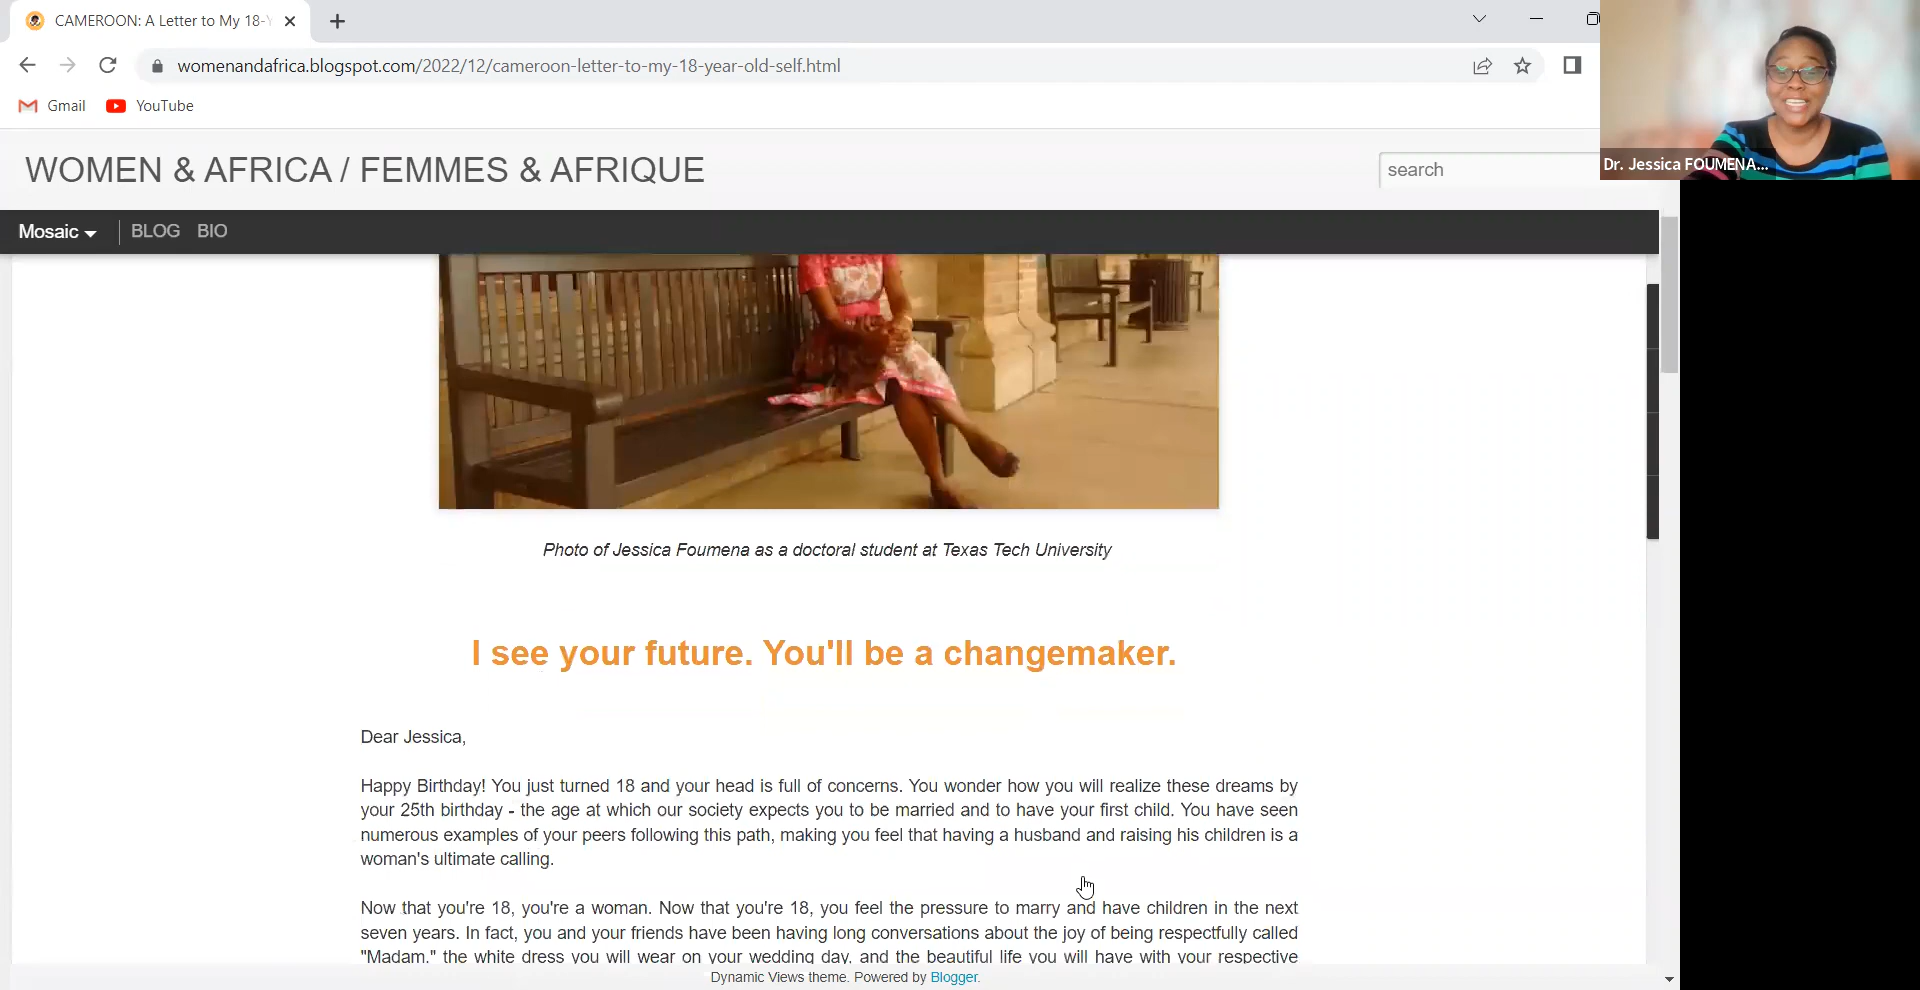 CAMEROON: A Letter to My 18-Y
womenandafrica.blogspot.com/2022/12/cameroon-letter-to-my-18-year-old-self.html
Gmail YouTube
WOMEN & AFRICA / FEMMES & AFRIQUE
search
Dr. Jessica FOUMENA...
Mosaic BLOG BIO
Photo of Jessica Foumena as a doctoral student at Texas Tech University
I see your future. You'll be a changemaker.
Dear Jessica,
Happy Birthday! You just turned 18 and your head is full of concerns. You wonder how you will realize these dreams by
your 25th birthday - the age at which our society expects you to be married and to have your first child. You have seen
numerous examples of your peers following this path, making you feel that having a husband and raising his children is a
woman's ultimate calling.
Now that you're 18, you're a woman. Now that you're 18, you feel the pressure to marry and have children in the next
seven years. In fact, you and your friends have been having long conversations about the joy of being respectfully called
"Madam," the white dress you will wear on your wedding day, and the beautiful life you will have with your respective
Dynamic Views theme. Powered by Blogger.